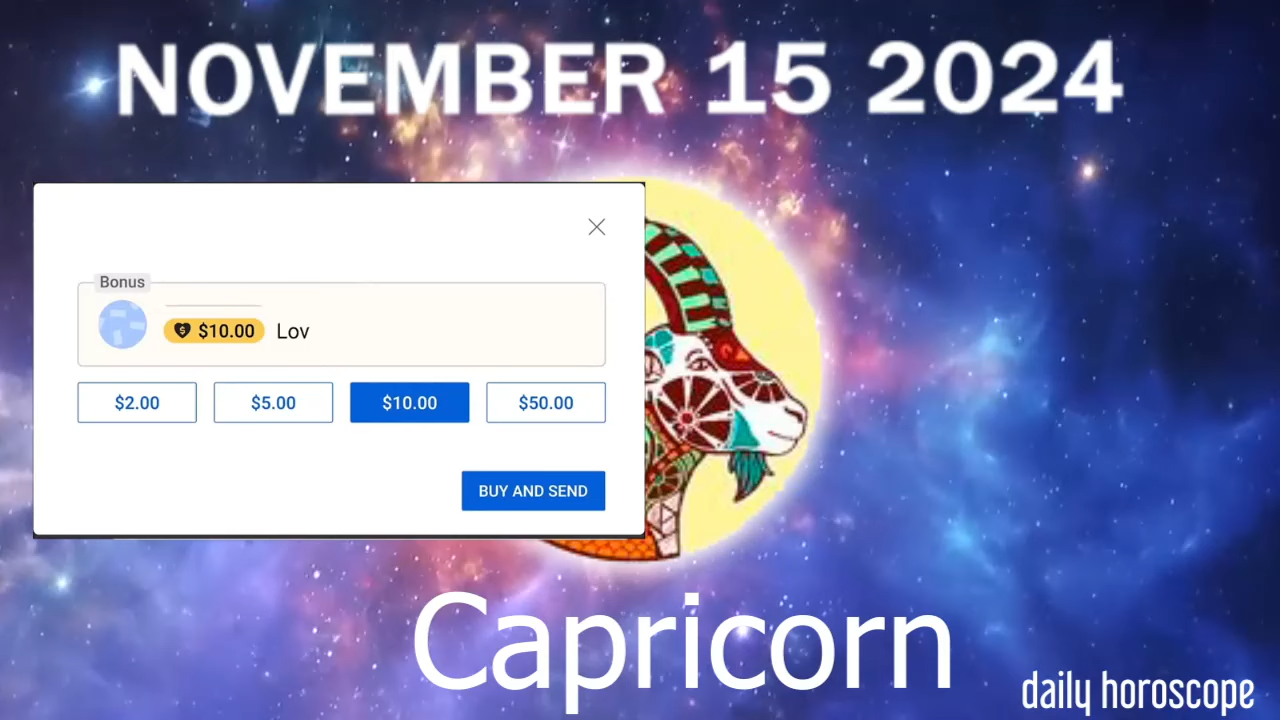 NOVEMBER 15 2024
Bonus
$10.00 Lov
$2.00 $5.00 $10.00 $50.00
BUY AND SEND
Capricorn
daily horoscope